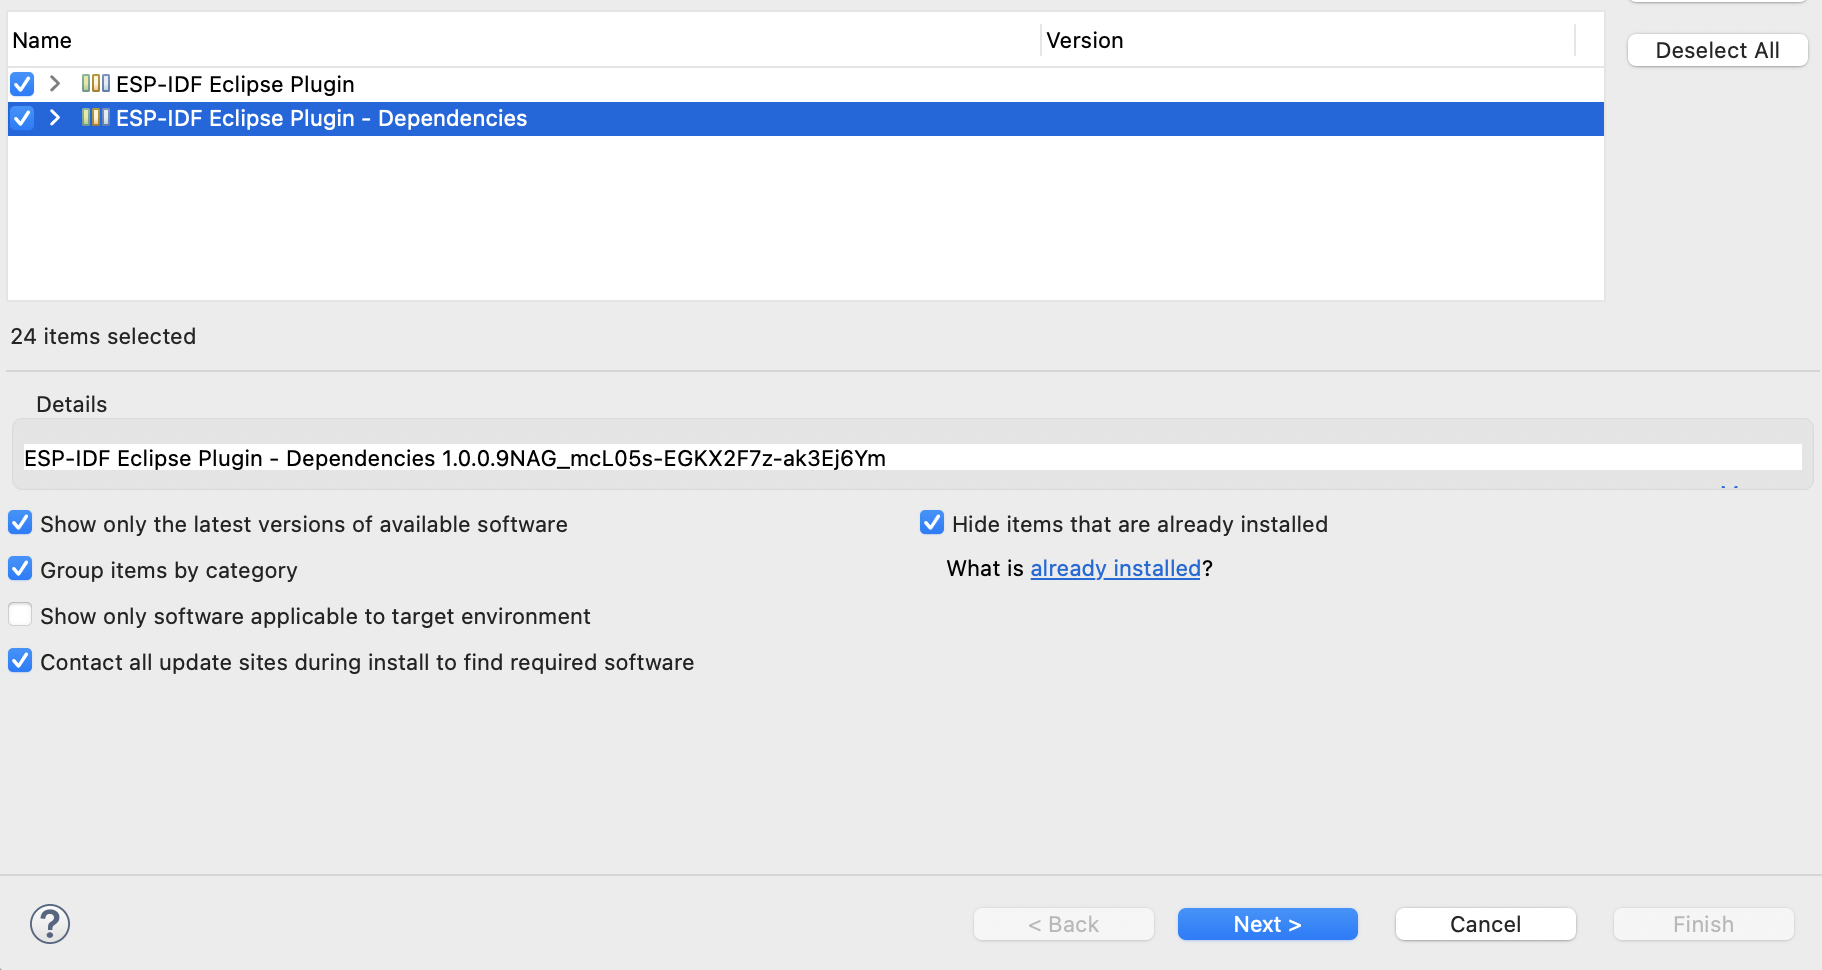 Name Version
Deselect All
ESP-IDF Eclipse Plugin
ESP-IDF Eclipse Plugin - Dependencies
24 items selected
Details
ESP-IDF Eclipse Plugin - Dependencies 1.0.0.9NAG_mcL05s-EGKX2F7z-ak3Ej6Ym
Show only the latest versions of available software
Hide items that are already installed
Group items by category
What is already installed?
Show only software applicable to target environment
Contact all update sites during install to find required software
?
< Back
Next >
Cancel
Finish